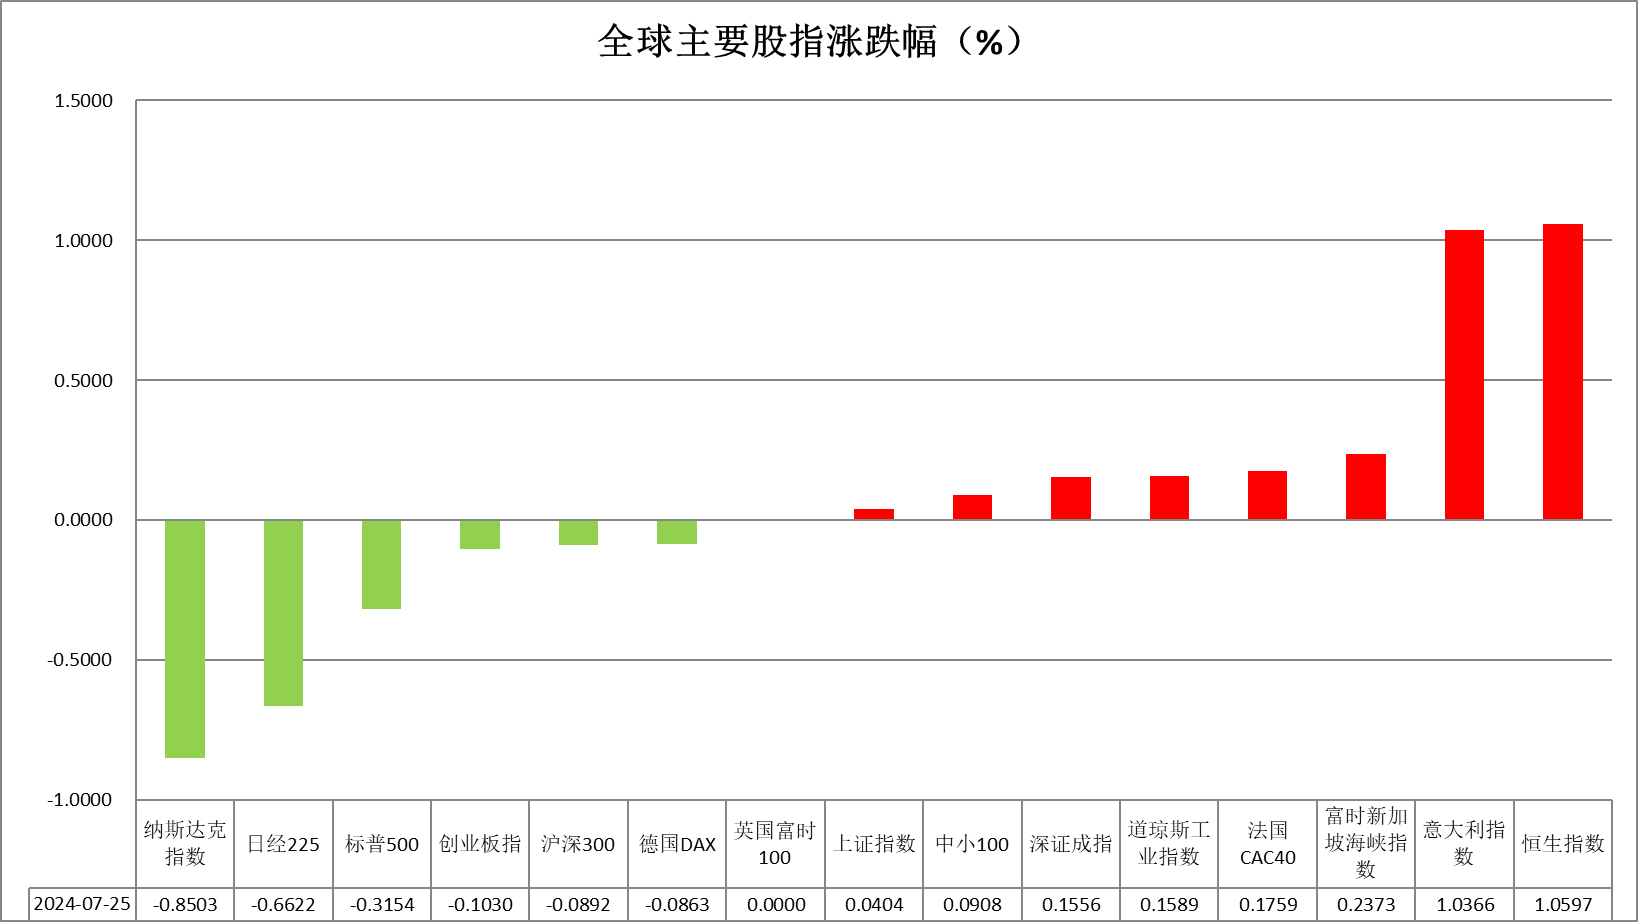 全球主要股指涨跌幅（%）
1.5000
1.0000
0.5000
0.0000
-0.5000
-1.0000
纳斯达克
指数
日经225
标普500
创业板指
沪深300
德国DAX
英国富时
100
上证指数
中小100
深证成指
道琼斯工
业指数
法国
CAC40
富时新加
坡海峡指
数
意大利指
数
恒生指数
2024-07-25 -0.8503 -0.6622 -0.3154 -0.1030 -0.0892 -0.0863 0.0000 0.0404 0.0908 0.1556 0.1589 0.1759 0.2373 1.0366 1.0597